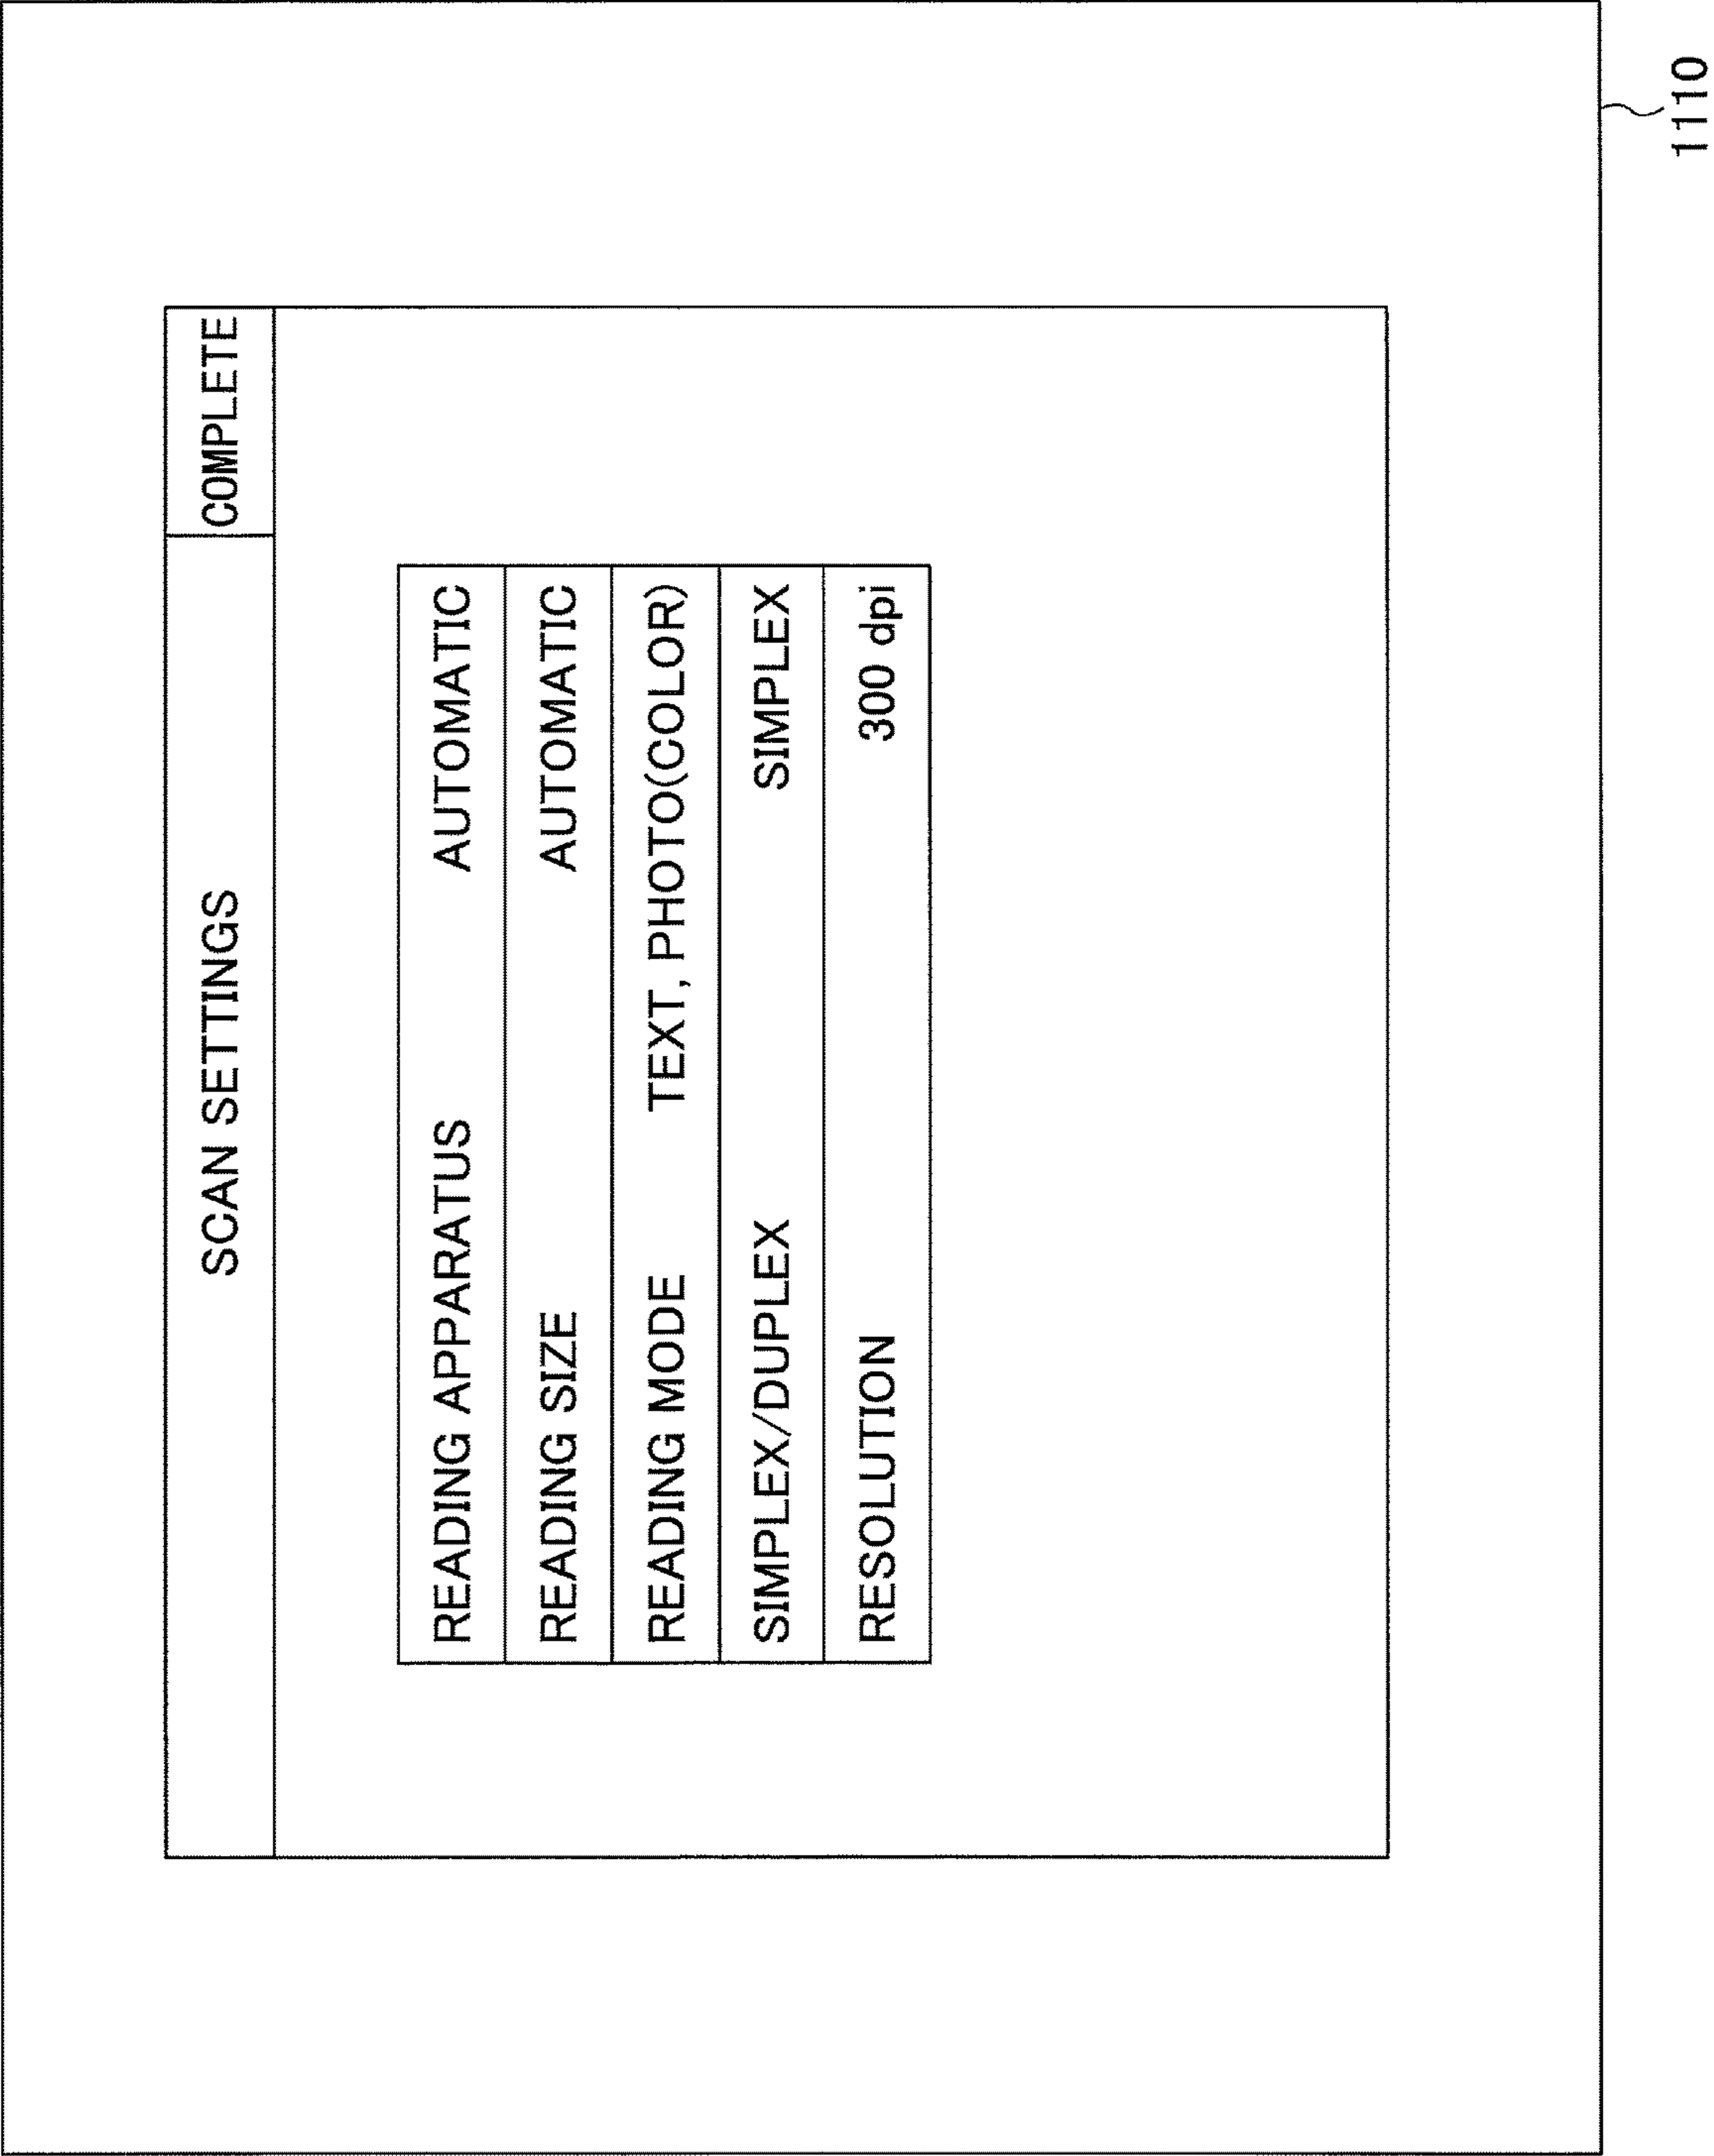 SCAN SETTINGS COMPLETE
READING APPARATUS AUTOMATIC
READING SIZE AUTOMATIC
READING MODE TEXT, PHOTO(COLOR)
SIMPLEX/DUPLEX SIMPLEX
RESOLUTION 300 dpi
1110